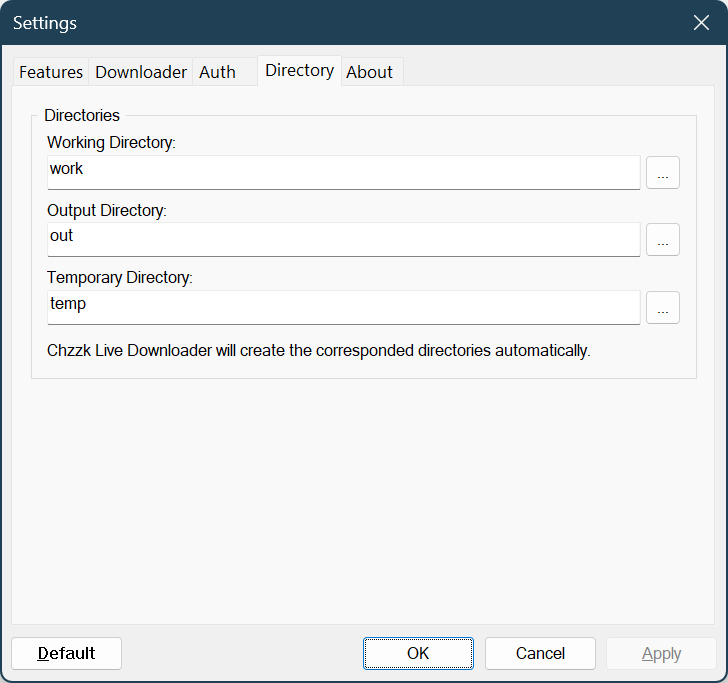 Settings
Features Downloader Auth Directory About
Directories
Working Directory:
work
...
Output Directory:
out
...
Temporary Directory:
temp
...
Chzzk Live Downloader will create the corresponded directories automatically.
Default OK Cancel Apply